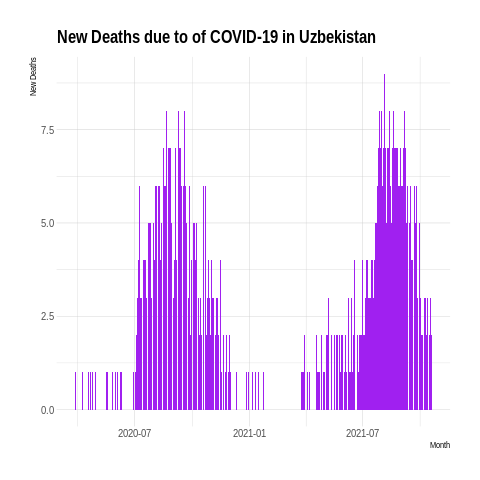 New Deaths due to of COVID-19 in Uzbekistan
New Deaths
7.5
5.0
2.5
0.0
2020-07
2021-01
2021-07
Month